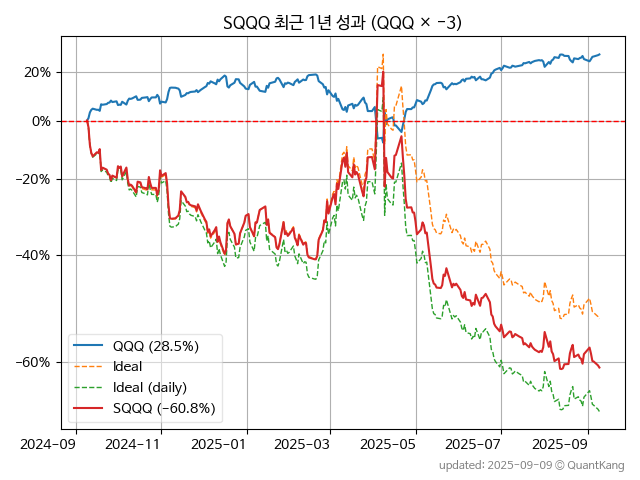 SQQQ 최근 1년 성과 (QQQ × −3)
20%
0%
−20%
−40%
−60%
QQQ (28.5%)
Ideal
Ideal (daily)
SQQQ (−60.8%)
2024-09
2024-11
2025-01
2025-03
2025-05
2025-07
2025-09
updated: 2025-09-09 © QuantKang